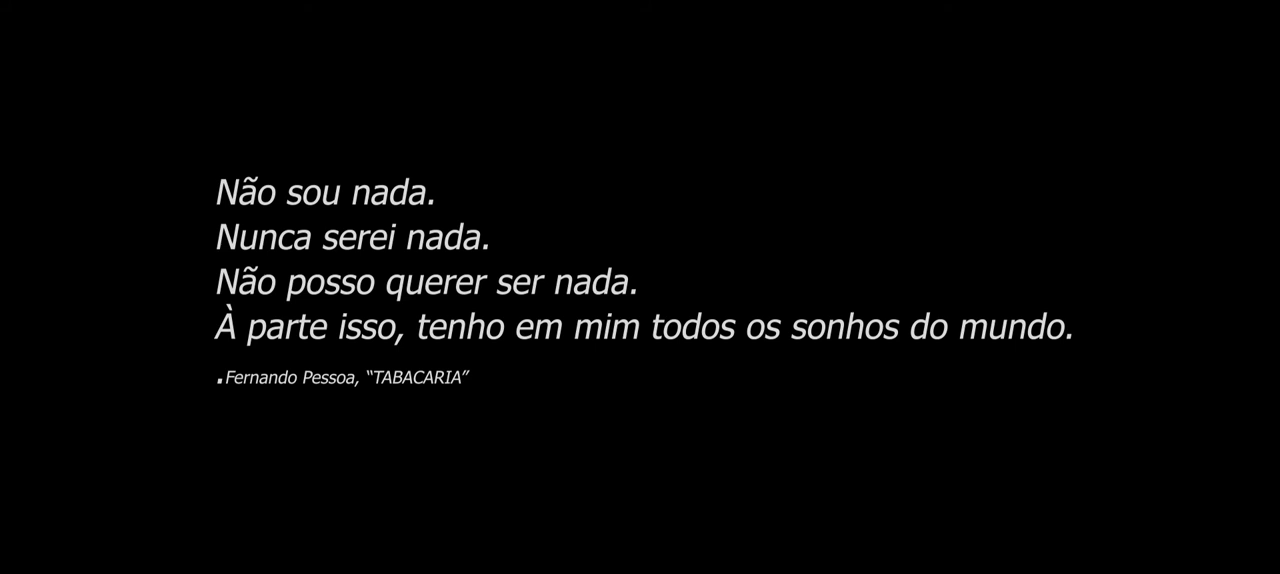 Não sou nada.
Nunca serei nada.
Não posso querer ser nada.
À parte isso, tenho em mim todos os sonhos do mundo.
.Fernando Pessoa, “TABACARIA”